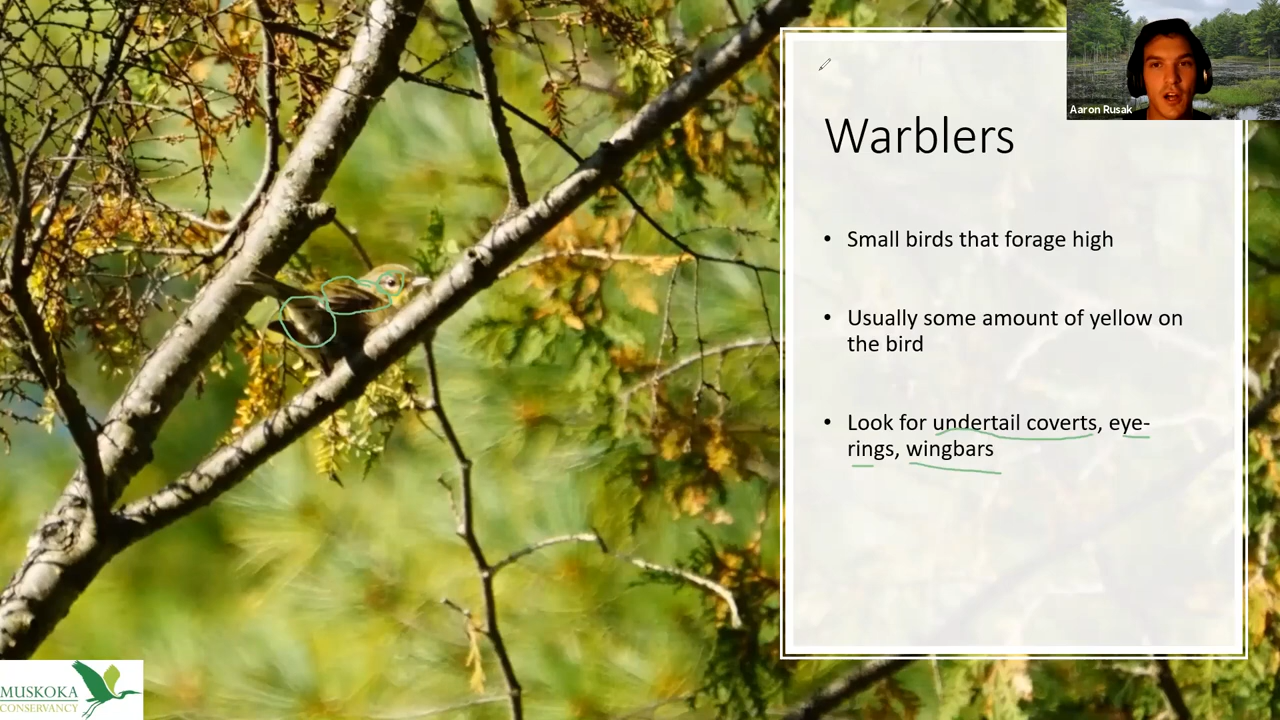 Aaron Rusak
Warblers
• Small birds that forage high
• Usually some amount of yellow on
the bird
• Look for undertail coverts, eye-
rings, wingbars
MUSKOKA
CONSERVANCY